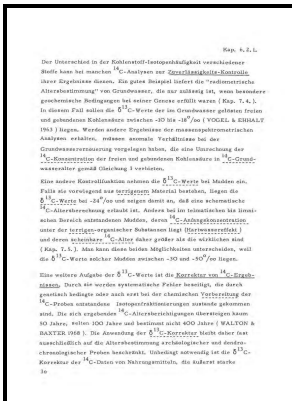 Kap. 6.2.1.
Der Unterschied in der Kohlenstoff-Isotopenhäufigkeit verschiedener
Stoffe kann bei manchen ¹⁴C-Analysen zur Zuverlässigkeits-Kontrolle
ihrer Ergebnisse dienen. Ein gutes Beispiel liefert die "radiometrische
Altersbestimmung" von Grundwasser, die nur zulässig ist, wenn besondere
geochemische Bedingungen bei seiner Genese erfüllt waren (Kap. 7.4.).
In diesem Fall sollen die δ¹³C-Werte der im Grundwasser gelösten freien
und gebundenen Kohlensäure zwischen -10 bis -18°/oo (VOGEL & EHHALT
1963) liegen. Werden andere Ergebnisse der massenspektrometrischen
Analysen erhalten, müssen anomale Verhältnisse bei der
Grundwassererneuerung vorgelegen haben, die eine Umrechnung der
¹⁴C-Konzentration der freien und gebundenen Kohlensäure in ¹⁴C-Grund-
wasseralter gemäß Gleichung 3 verbieten.
Eine andere Kontrollfunktion nehmen die δ¹³C-Werte bei Mudden ein.
Falls sie vorwiegend aus terrigenem Material bestehen, liegen die
δ¹³C-Werte bei -24°/oo und zeigen damit an, daß eine schematische
¹⁴C-Altersberechnung erlaubt ist. Anders bei im telmatischen bis limni-
schen Bereich entstandenen Mudden, deren ¹⁴C-Anfangskonzentration
unter der terrigen-organischer Substanzen liegt (Hartwassereffekt)
und deren scheinbare ¹⁴C-Alter daher größer als die wirklichen sind
(Kap. 7.5.). Man kann diese beiden Möglichkeiten unterscheiden, weil
die δ¹³C-Werte solcher Mudden zwischen -30 und -50°/oo liegen.
Eine weitere Aufgabe der δ¹³C-Werte ist die Korrektur von ¹⁴C-Ergeb-
nissen. Durch sie werden systematische Fehler beseitigt, die durch
genetisch bedingte oder auch erst bei der chemischen Vorbereitung der
¹⁴C-Proben entstandene Isotopenfraktionierungen zustande gekommen
sind. Die sich ergebenden ¹⁴C-Altersberichtigungen übersteigen kaum
50 Jahre, selten 100 Jahre und bestimmt nicht 400 Jahre (WALTON &
BAXTER 1968). Die Anwendung der δ¹³C-Korrektur bleibt daher fast
ausschließlich auf die Altersbestimmung archäologischer und dendro-
chronologischer Proben beschränkt. Unbedingt notwendig ist die δ¹³C-
Korrektur der ¹⁴C-Daten von Nahrungsmitteln, die äußerst starke
30